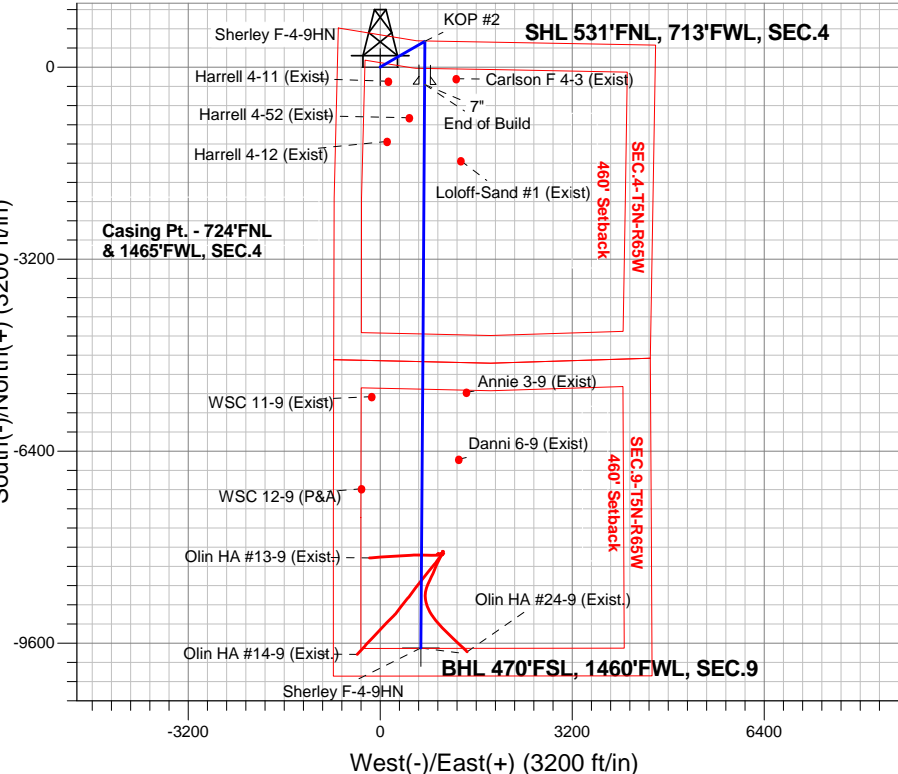 KOP #2
Sherley F-4-9HN
SHL 531'FNL, 713'FWL, SEC.4
0
Harrell 4-11 (Exist)
Carlson F 4-3 (Exist)
7"
Harrell 4-52 (Exist)
End of Build
Harrell 4-12 (Exist)
Loloff-Sand #1 (Exist)
SEC.4-T5N-R65W
460' Setback
Casing Pt. - 724'FNL
& 1465'FWL, SEC.4
-3200
South(-)/North(+) (3200 ft/in)
Annie 3-9 (Exist)
WSC 11-9 (Exist)
Danni 6-9 (Exist)
-6400
SEC.9-T5N-R65W
460' Setback
WSC 12-9 (P&A)
Olin HA #13-9 (Exist.)
Olin HA #24-9 (Exist.)
-9600
Olin HA #14-9 (Exist.)
BHL 470'FSL, 1460'FWL, SEC.9
Sherley F-4-9HN
-3200
0
3200
6400
West(-)/East(+) (3200 ft/in)